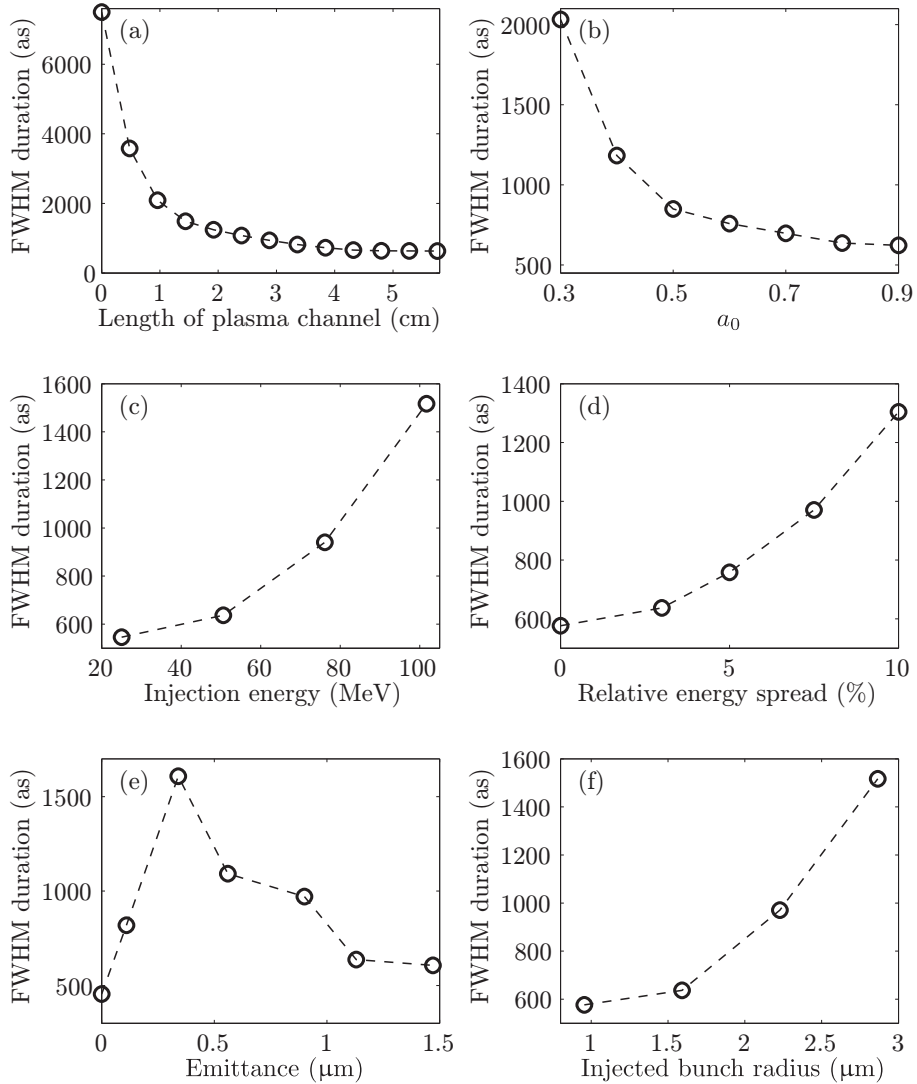 (a)
FWHM duration (as)
6000
4000
2000
0
0 1 2 3 4 5
Length of plasma channel (cm)
(b)
FWHM duration (as)
2000
1500
1000
500
0.3 0.5 0.7 0.9
a0
(c)
FWHM duration (as)
1600
1400
1200
1000
800
600
20 40 60 80 100
Injection energy (MeV)
(d)
FWHM duration (as)
1400
1200
1000
800
600
0 5 10
Relative energy spread (%)
(e)
FWHM duration (as)
1500
1000
500
0 0.5 1 1.5
Emittance (μm)
(f)
FWHM duration (as)
1600
1400
1200
1000
800
600
1 1.5 2 2.5 3
Injected bunch radius (μm)